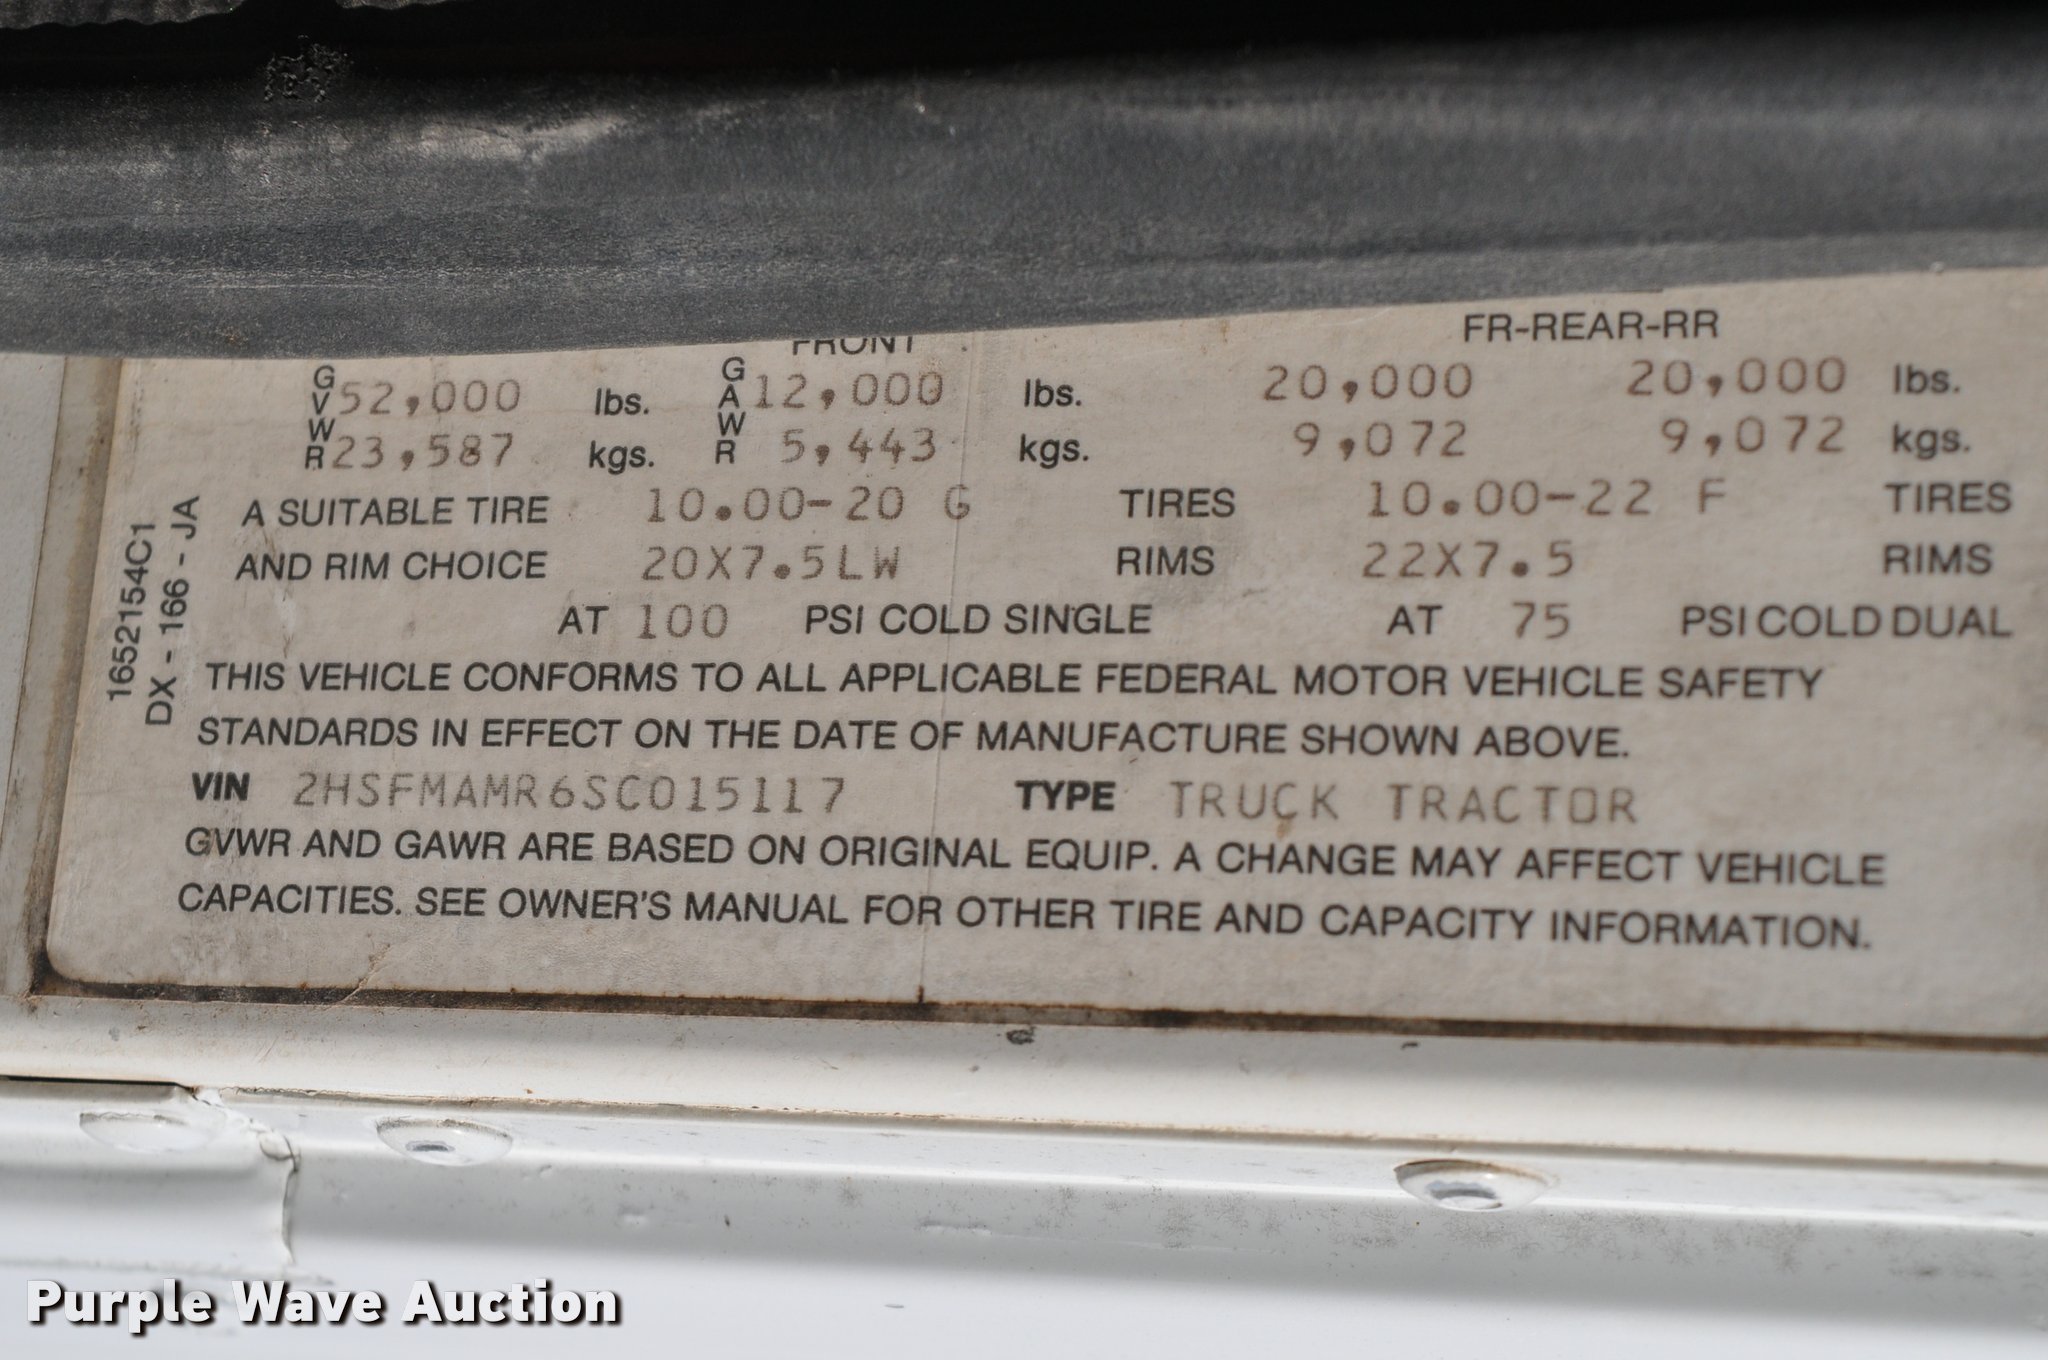 FRONT FR-REAR-RR
GVWR 52,000 lbs. GAWR 12,000 lbs. 20,000 20,000 lbs.
23,587 kgs. 5,443 kgs. 9,072 9,072 kgs.
A SUITABLE TIRE 10.00-20 G TIRES 10.00-22 F TIRES
AND RIM CHOICE 20X7.5LW RIMS 22X7.5 RIMS
AT 100 PSI COLD SINGLE AT 75 PSI COLD DUAL
THIS VEHICLE CONFORMS TO ALL APPLICABLE FEDERAL MOTOR VEHICLE SAFETY
STANDARDS IN EFFECT ON THE DATE OF MANUFACTURE SHOWN ABOVE.
VIN 2HSFMAMR6SC015117 TYPE TRUCK TRACTOR
GVWR AND GAWR ARE BASED ON ORIGINAL EQUIP. A CHANGE MAY AFFECT VEHICLE
CAPACITIES. SEE OWNER'S MANUAL FOR OTHER TIRE AND CAPACITY INFORMATION.
1652154C1
DX - 166 - JA
Purple Wave Auction